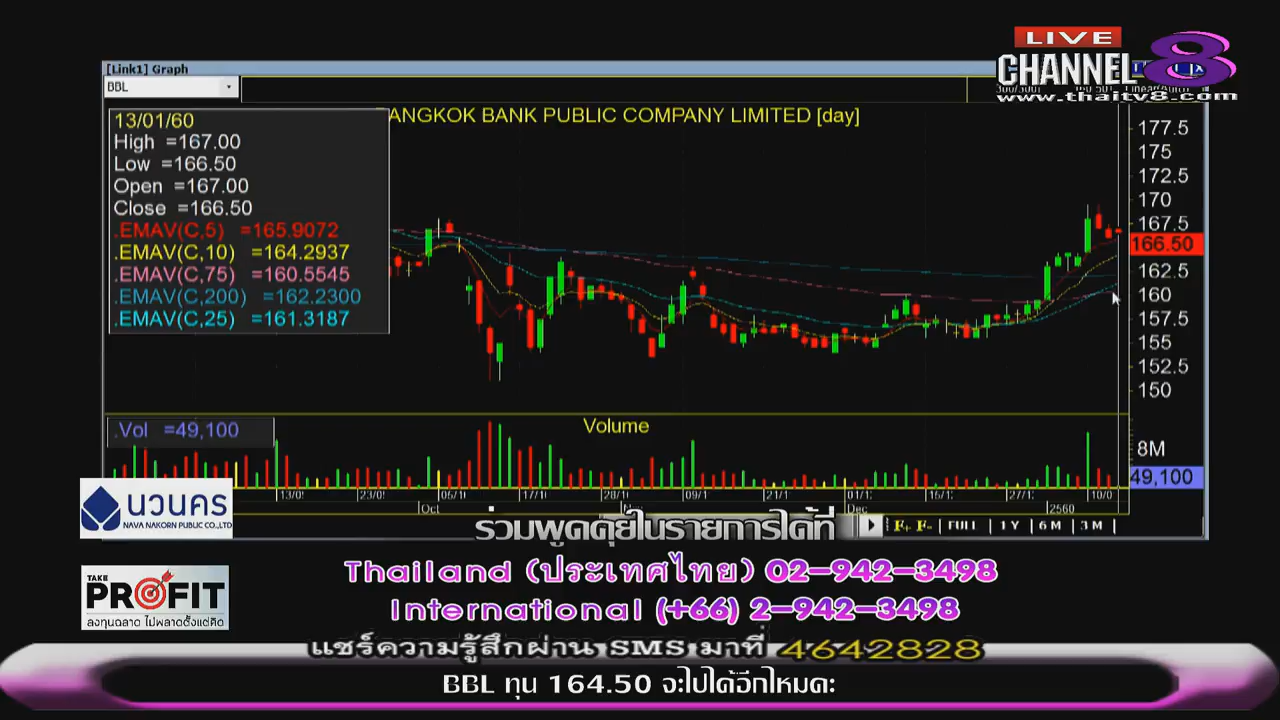 LIVE
CHANNEL 8
www.thaitv8.com
[Link1] Graph
BBL
ANGKOK BANK PUBLIC COMPANY LIMITED [day]
13/01/60
High =167.00
Low =166.50
Open =167.00
Close =166.50
.EMAV(C,5) =165.9072
.EMAV(C,10) =164.2937
.EMAV(C,75) =160.5545
.EMAV(C,200) =162.2300
.EMAV(C,25) =161.3187
177.5
175
172.5
170
167.5
166.50
162.5
160
157.5
155
152.5
150
.Vol =49,100
Volume
8M
49,100
13/0 23/0 05/1 17/1 28/1 09/1 21/1 01/1 15/1 27/1 10/0
Oct Dec 2560
F+ F- FULL 1 Y 6 M 3 M
นวนคร
NAVA NAKORN PUBLIC CO.,LTD
ร่วมพูดคุยในรายการได้ที่
TAKE
PROFIT
ลงทุนฉลาด ไม่พลาดตั้งแต่คิด
Thailand (ประเทศไทย) 02-942-3498
International (+66) 2-942-3498
แชร์ความรู้สึกผ่าน SMS มาที่ 4642828
BBL ทุน 164.50 จะไปได้อีกไหมคะ